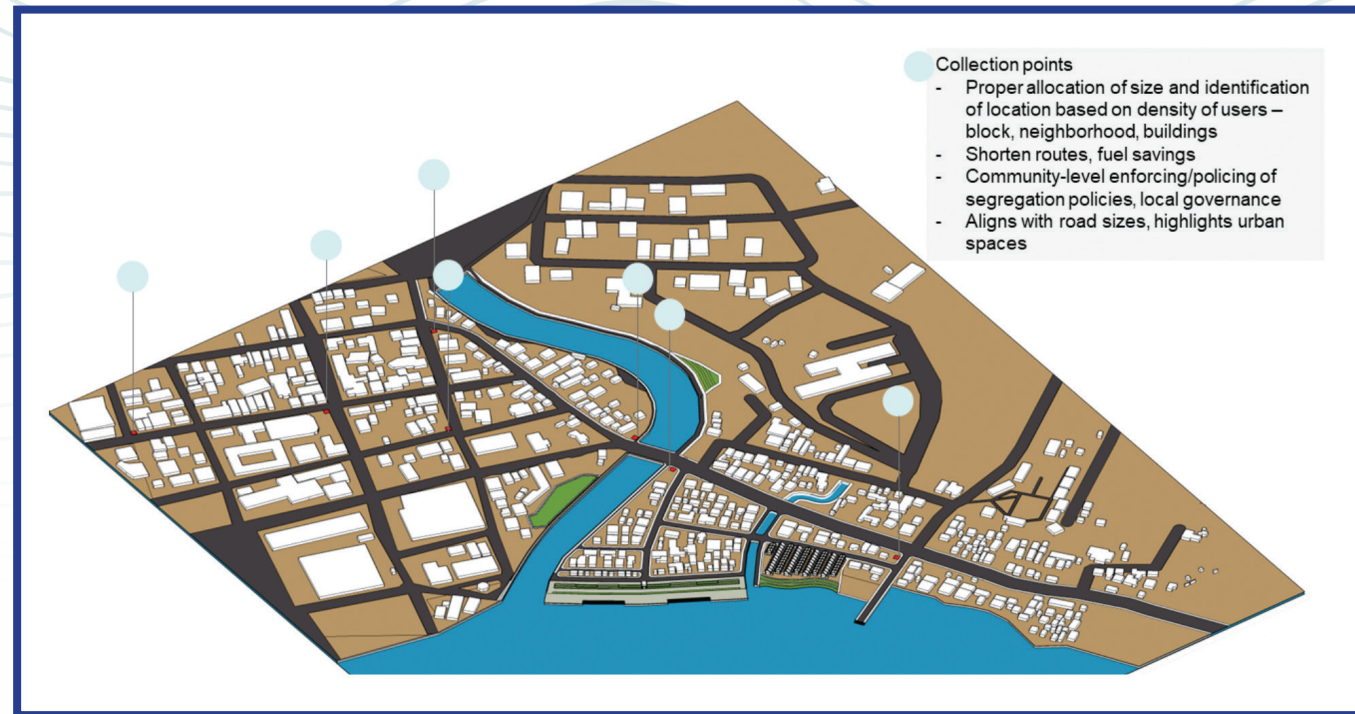 Collection points
- Proper allocation of size and identification
of location based on density of users –
block, neighborhood, buildings
- Shorten routes, fuel savings
- Community-level enforcing/policing of
segregation policies, local governance
- Aligns with road sizes, highlights urban
spaces